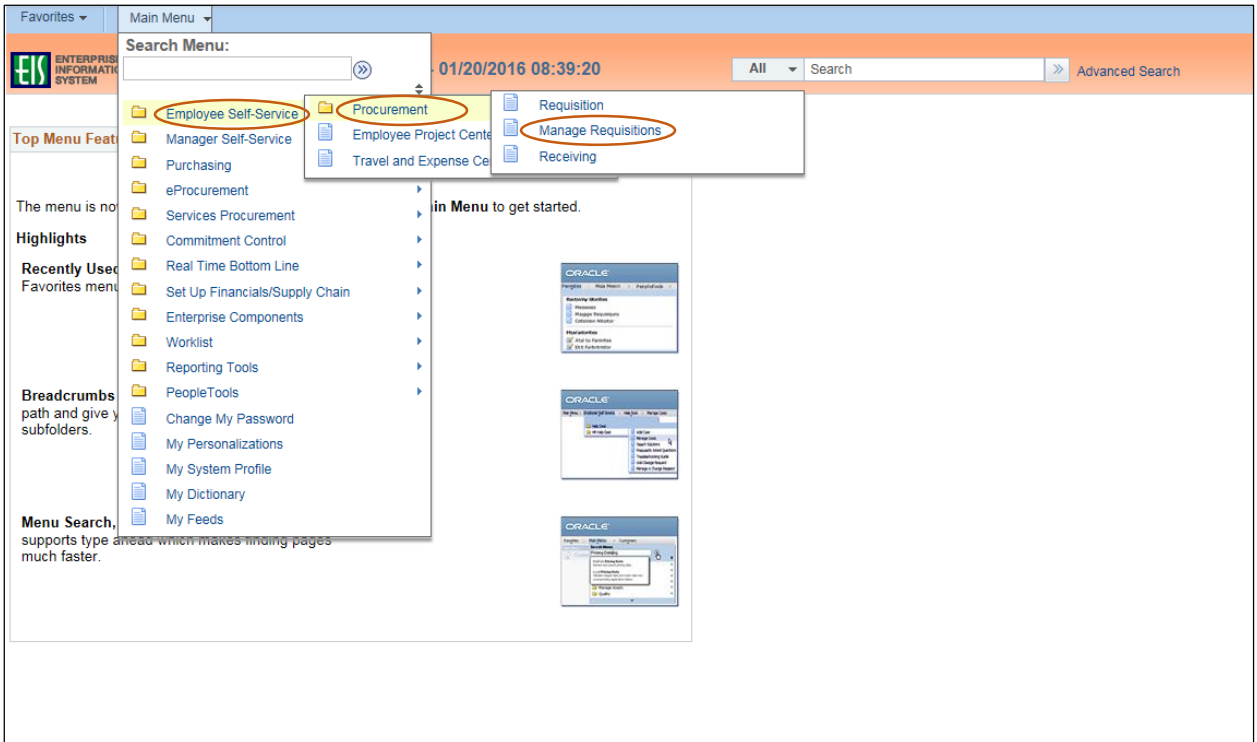 Favorites Main Menu
Search Menu:
ENTERPRIS
INFORMATIC
SYSTEM
EIS
- 01/20/2016 08:39:20
All Search Advanced Search
Employee Self-Service
Procurement
Requisition
Manage Requisitions
Receiving
Employee Project Cente
Travel and Expense Ce
Top Menu Feat
Manager Self-Service
Purchasing
eProcurement
Services Procurement
Commitment Control
Real Time Bottom Line
Set Up Financials/Supply Chain
Enterprise Components
Worklist
Reporting Tools
PeopleTools
Change My Password
My Personalizations
My System Profile
My Dictionary
My Feeds
The menu is no
in Menu to get started.
Highlights
Recently Used
Favorites menu
ORACLE
Breadcrumbs
path and give y
subfolders.
ORACLE
Menu Search,
supports type ahead which makes finding pages
much faster.
ORACLE